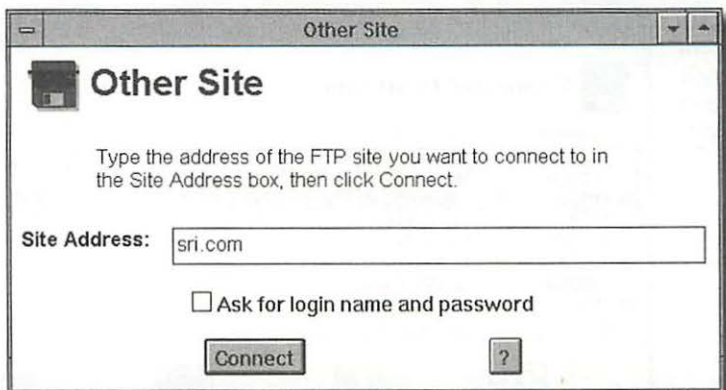 Other Site
Other Site
Type the address of the FTP site you want to connect to in
the Site Address box, then click Connect.
Site Address: sri.com
Ask for login name and password
Connect ?